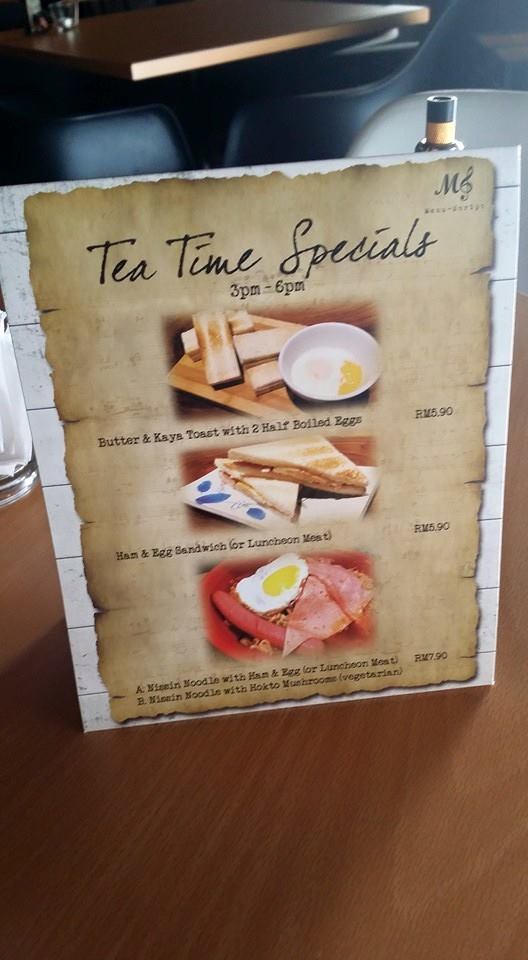 M
Menu-Script
Tea Time Specials
3pm - 6pm
Butter & Kaya Toast with 2 Half Boiled Eggs RM5.90
Ham & Egg Sandwich (or Luncheon Meat) RM5.90
A. Nissin Noodle with Ham & Egg (or Luncheon Meat) RM7.90
B. Nissin Noodle with Hokto Mushrooms (vegetarian)